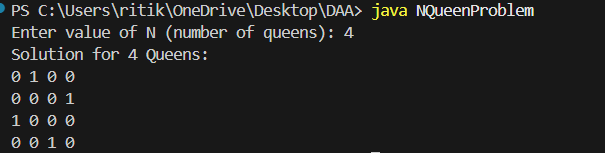 PS C:\Users\ritik\OneDrive\Desktop\DAA> java NQueenProblem
Enter value of N (number of queens): 4
Solution for 4 Queens:
0 1 0 0
0 0 0 1
1 0 0 0
0 0 1 0